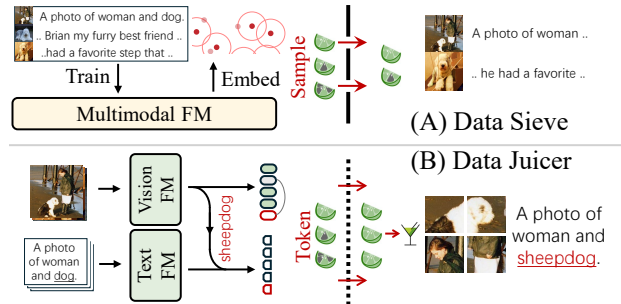 A photo of woman and dog.
.. Brian my furry best friend ..
..had a favorite step that ..
Train
Embed
Multimodal FM
Sample
A photo of woman ..
.. he had a favorite ..
(A) Data Sieve
(B) Data Juicer
Vision
FM
sheepdog
A photo
of woman
and dog.
Text
FM
Token
A photo of
woman and
sheepdog.